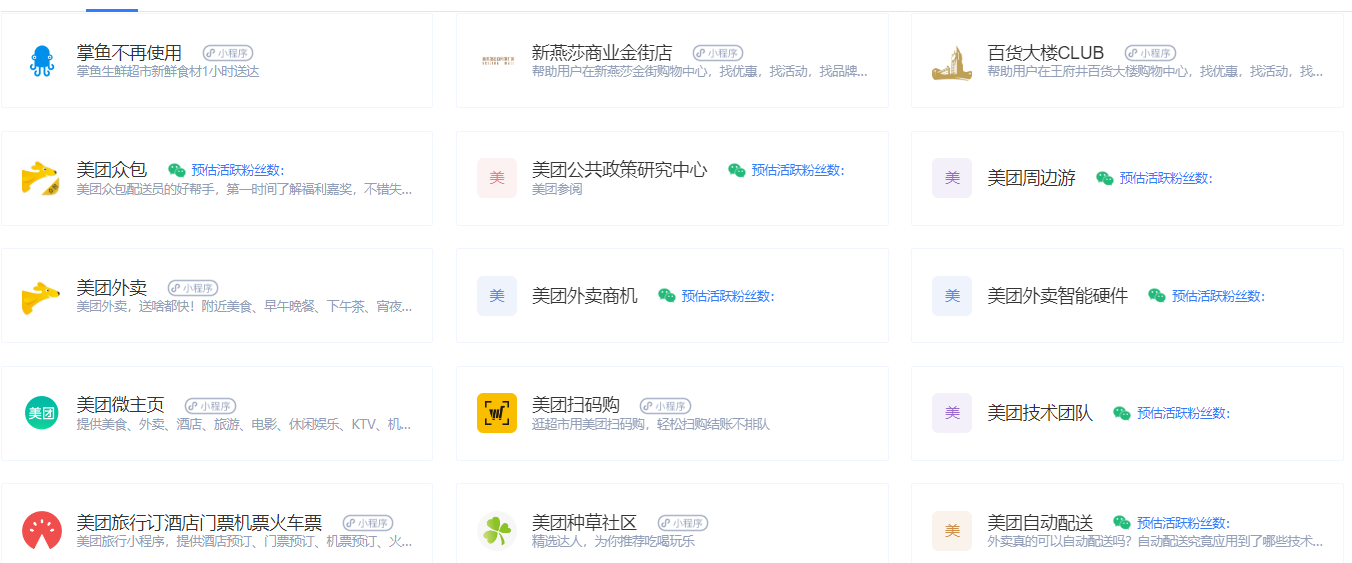 掌鱼不再使用 小程序
掌鱼生鲜超市新鲜食材1小时送达
新燕莎商业金街店 小程序
帮助用户在新燕莎金街购物中心，找优惠，找活动，找品牌...
百货大楼CLUB 小程序
帮助用户在王府井百货大楼购物中心，找优惠，找活动，找...
美团众包 预估活跃粉丝数:
美团众包配送员的好帮手，第一时间了解福利嘉奖，不错失...
美
美团公共政策研究中心 预估活跃粉丝数:
美团参阅
美
美团周边游 预估活跃粉丝数:
美团外卖 小程序
美团外卖，送啥都快！附近美食、早午晚餐、下午茶、宵夜...
美
美团外卖商机 预估活跃粉丝数:
美
美团外卖智能硬件 预估活跃粉丝数:
美团
美团微主页 小程序
提供美食、外卖、酒店、旅游、电影、休闲娱乐、KTV、机...
美团扫码购 小程序
逛超市用美团扫码购，轻松扫购结账不排队
美
美团技术团队 预估活跃粉丝数:
美团旅行订酒店门票机票火车票 小程序
美团旅行小程序，提供酒店预订、门票预订、机票预订、火...
美团种草社区 小程序
精选达人，为你推荐吃喝玩乐
美
美团自动配送 预估活跃粉丝数:
外卖真的可以自动配送吗？自动配送究竟应用到了哪些技术...